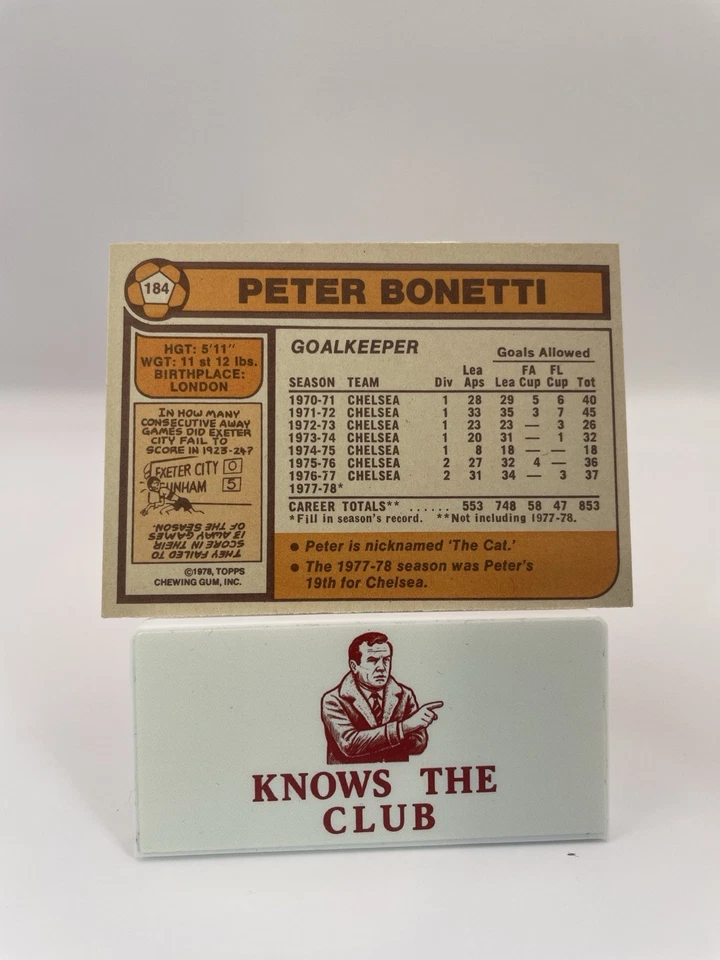 184
PETER BONETTI
HGT: 5'11"
WGT: 11 st 12 lbs.
BIRTHPLACE:
LONDON
IN HOW MANY
CONSECUTIVE AWAY
GAMES DID EXETER
CITY FAIL TO
SCORE IN 1923-24?
EXETER CITY 0
5
THEY FAILED TO
SCORE IN THEIR
13 AWAY GAMES
OF THE SEASON.
©1978, TOPPS
CHEWING GUM, INC.
GOALKEEPER
Goals Allowed
Lea FA FL
SEASON TEAM Div Aps Lea Cup Cup Tot
1970-71 CHELSEA 1 28 29 5 6 40
1971-72 CHELSEA 1 33 35 3 7 45
1972-73 CHELSEA 1 23 23 — 3 26
1973-74 CHELSEA 1 20 31 — 1 32
1974-75 CHELSEA 1 8 18 — — 18
1975-76 CHELSEA 2 27 32 4 — 36
1976-77 CHELSEA 2 31 34 — 3 37
1977-78*
CAREER TOTALS** ...... 553 748 58 47 853
*Fill in season's record. **Not including 1977-78.
● Peter is nicknamed 'The Cat.'
● The 1977-78 season was Peter's
19th for Chelsea.
KNOWS THE
CLUB